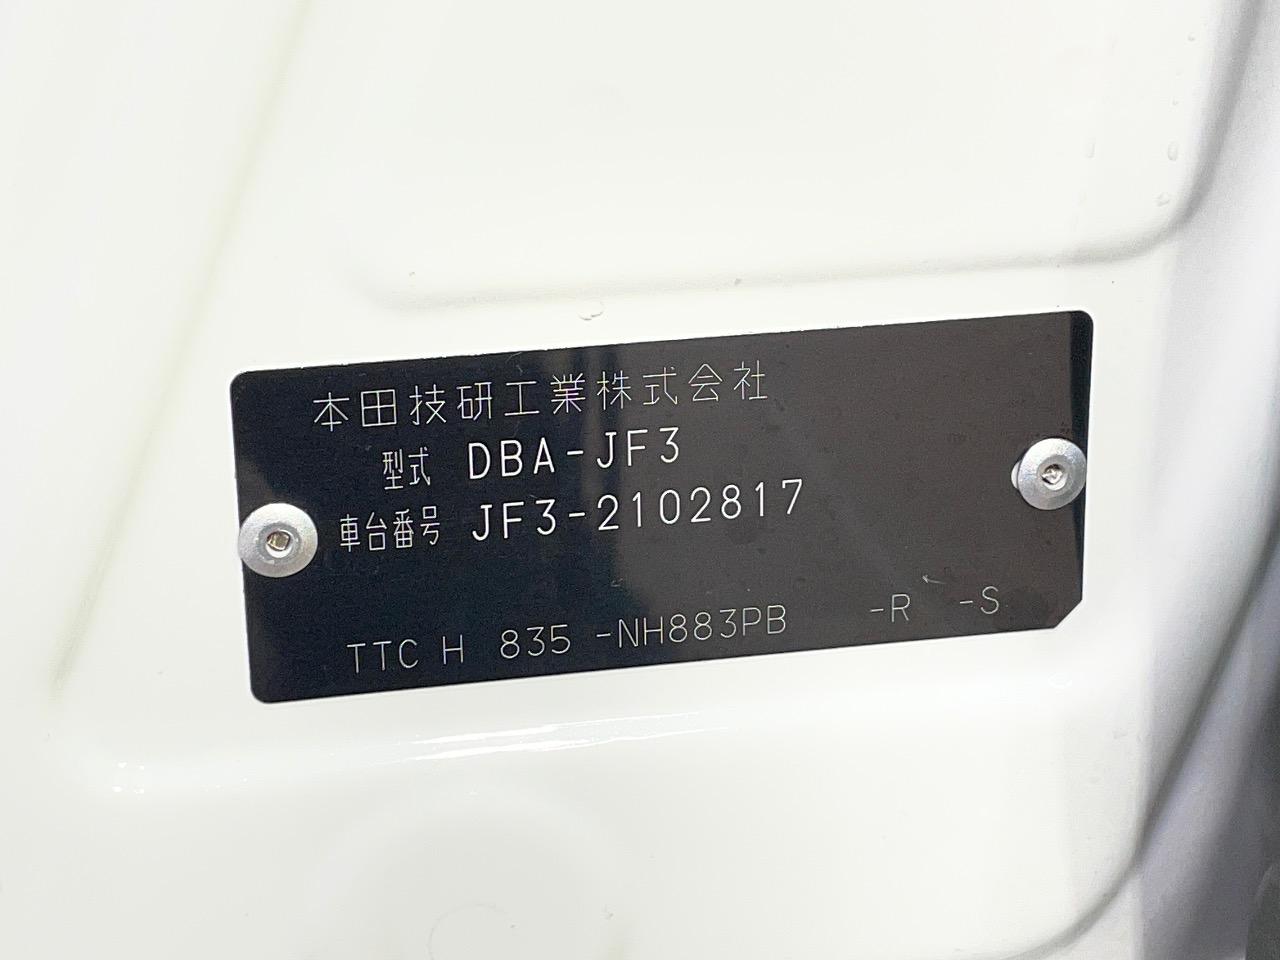 本田技研工業株式会社
型式 DBA-JF3
車台番号 JF3-2102817
TTC H 835 -NH883PB -R -S